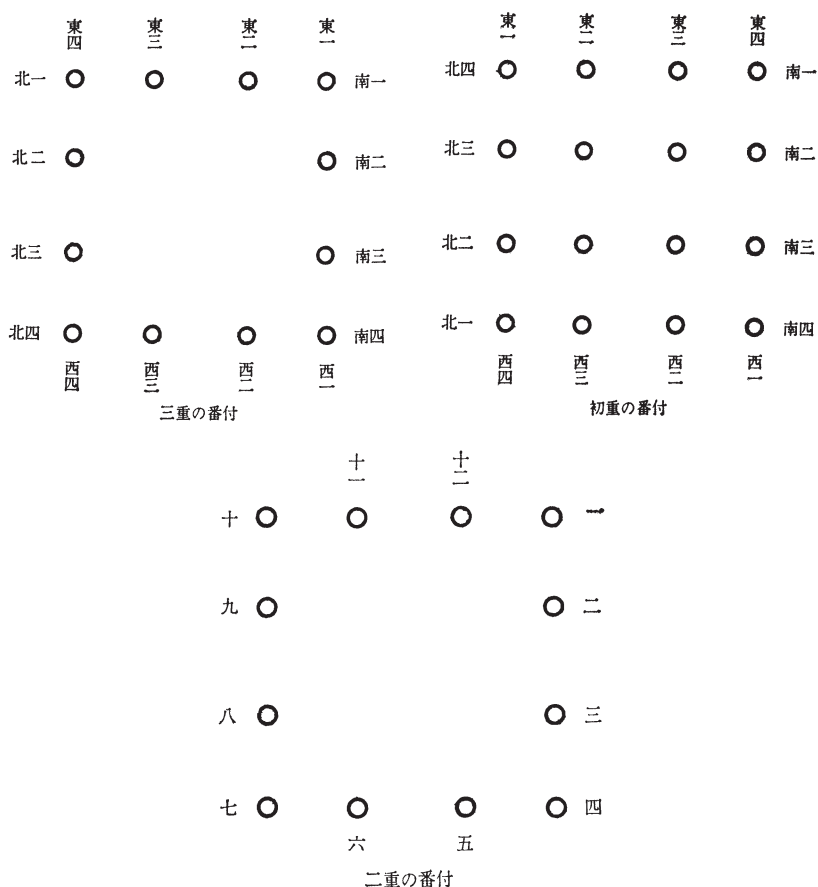 東四 東三 東二 東一
北一 南一
北二 南二
北三 南三
北四 南四
西四 西三 西二 西一
三重の番付
東一 東二 東三 東四
北四 南一
北三 南二
北二 南三
北一 南四
西四 西三 西二 西一
初重の番付
十一 十二
十 一
九 二
八 三
七 四
六 五
二重の番付